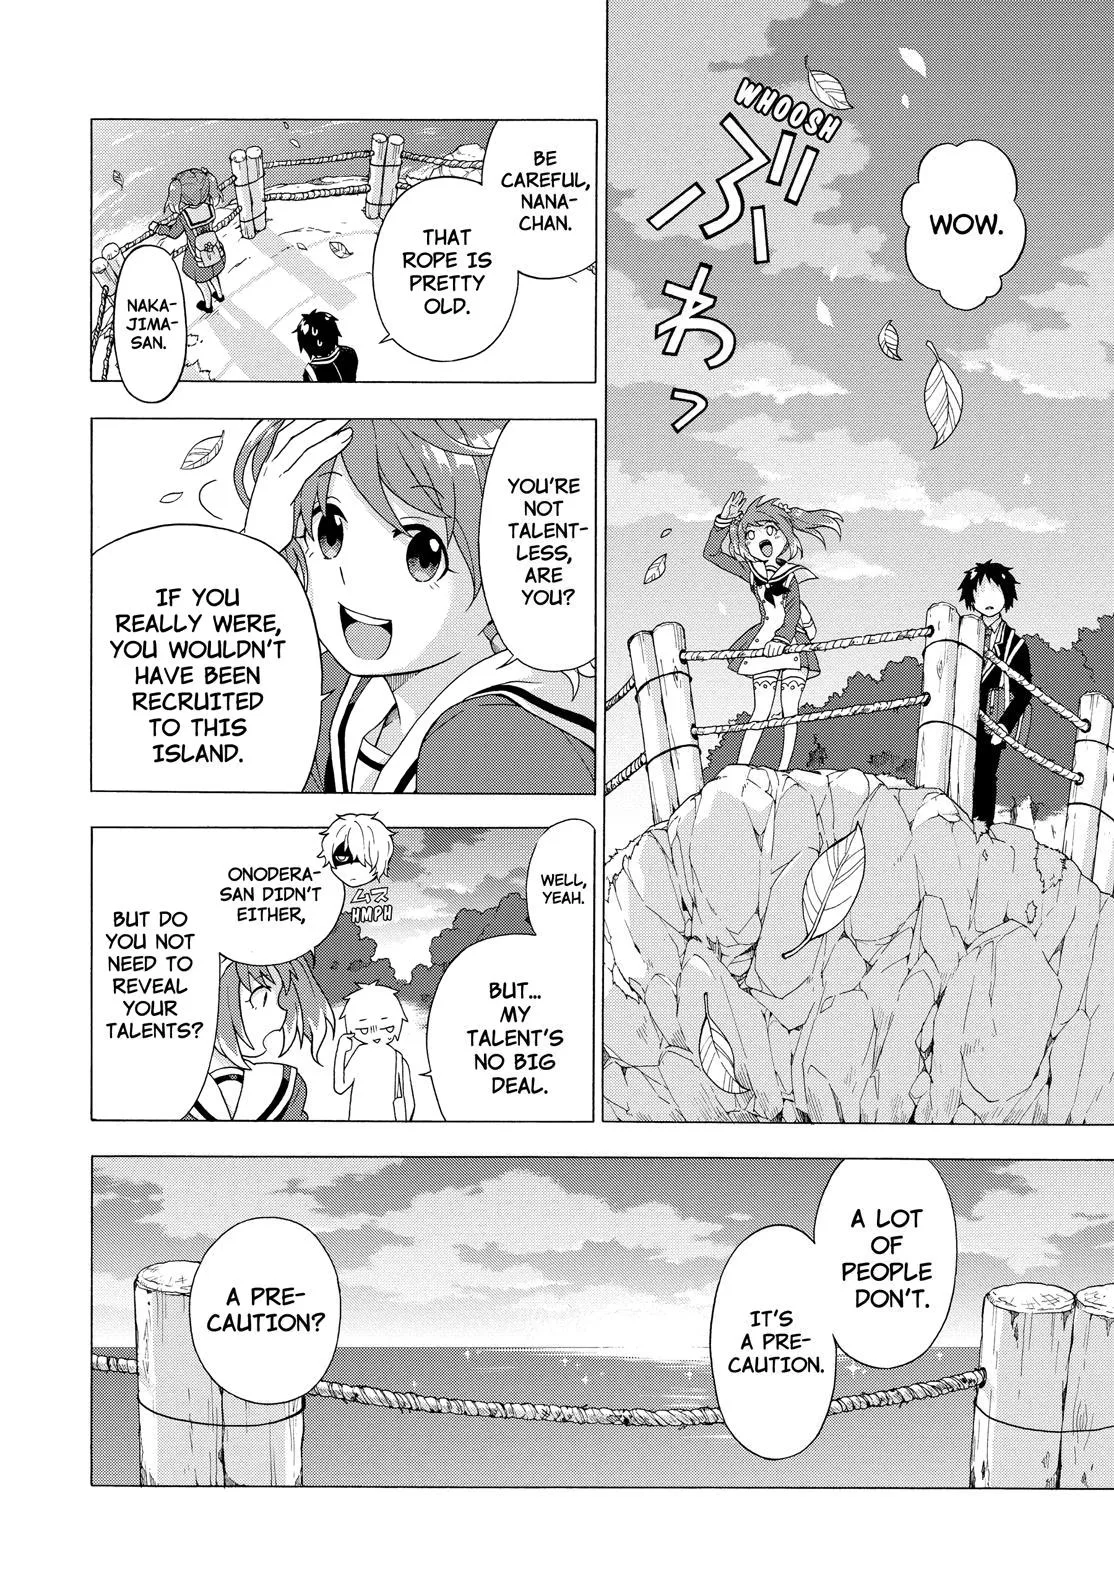 WOW.
WHOOSH
ぶわっ
BE
CAREFUL,
NANA-
CHAN.
THAT
ROPE IS
PRETTY
OLD.
NAKA-
JIMA-
SAN.
YOU'RE
NOT
TALENT-
LESS,
ARE
YOU?
IF YOU
REALLY WERE,
YOU WOULDN'T
HAVE BEEN
RECRUITED
TO THIS
ISLAND.
WELL,
YEAH.
BUT...
MY
TALENT'S
NO BIG
DEAL.
ONODERA-
SAN DIDN'T
EITHER,
ムス
HMPH
BUT DO
YOU NOT
NEED TO
REVEAL
YOUR
TALENTS?
A LOT
OF
PEOPLE
DON'T.
IT'S
A PRE-
CAUTION.
A PRE-
CAUTION?